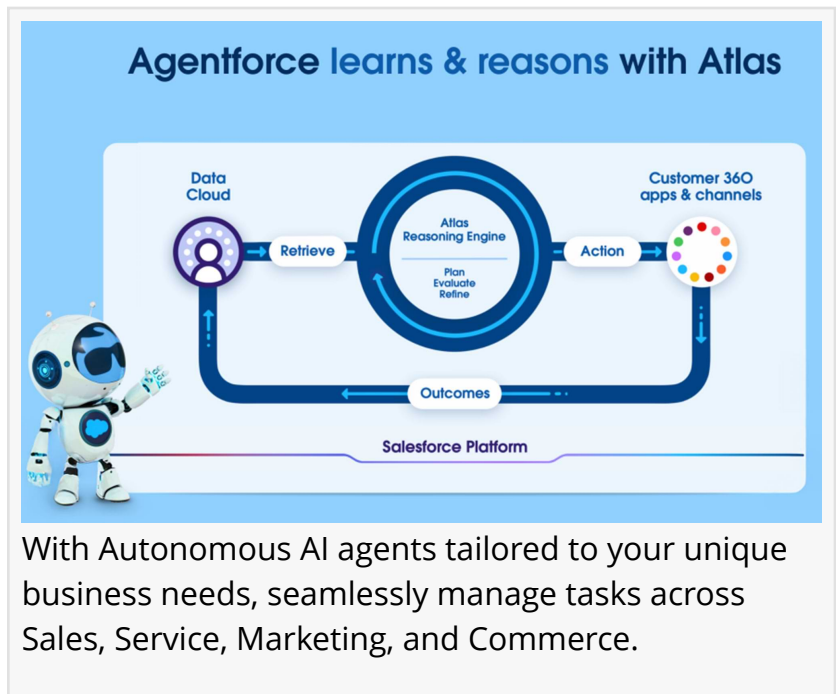 Agentforce learns & reasons with Atlas
Data
Cloud
Customer 360
apps & channels
Atlas
Reasoning Engine
Retrieve
Action
Plan
Evaluate
Refine
Outcomes
Salesforce Platform
With Autonomous AI agents tailored to your unique
business needs, seamlessly manage tasks across
Sales, Service, Marketing, and Commerce.